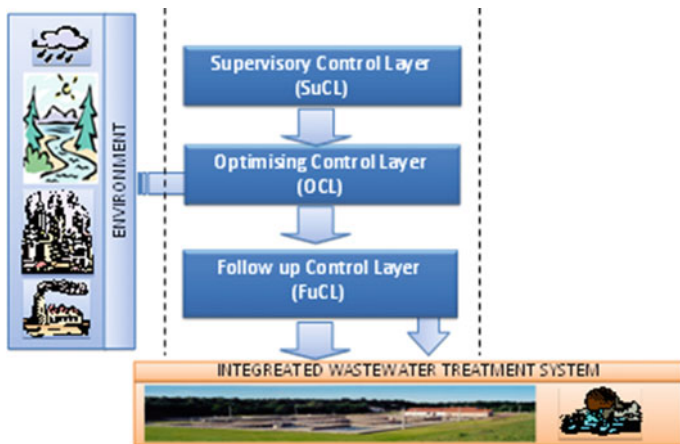 Supervisory Control Layer
(SuCL)
ENVIRONMENT
Optimising Control Layer
(OCL)
Follow up Control Layer
(FuCL)
INTEGREATED WASTEWATER TREATMENT SYSTEM